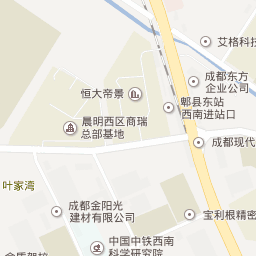 艾格科技
成都东方
企业公司
恒大帝景
郫县东站
西南进站口
晨明西区商瑞
总部基地
成都现代
叶家湾
成都金阳光
建材有限公司
宝利根精密
中国中铁西南
科学研究院